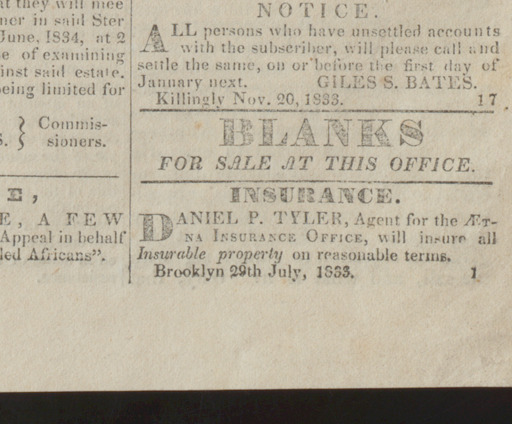 at they will mee
ner in said Ster
June, 1834, at 2
e of examining
inst said estate.
being limited for
} Commis-
s. } sioners.
E,
E, A FEW
Appeal in behalf
led Africans".
NOTICE.
ALL persons who have unsettled accounts
with the subscriber, will please call and
settle the same, on or before the first day of
January next. GILES S. BATES.
Killingly Nov. 20, 1833. 17
BLANKS
FOR SALE AT THIS OFFICE.
INSURANCE.
DANIEL P. TYLER, Agent for the ÆT-
NA INSURANCE OFFICE, will insure all
Insurable property on reasonable terms.
Brooklyn 29th July, 1833. 1